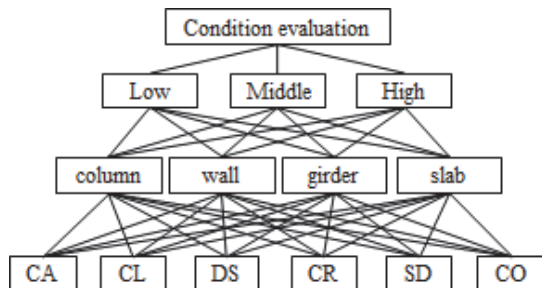 Condition evaluation
Low Middle High
column wall girder slab
CA CL DS CR SD CO